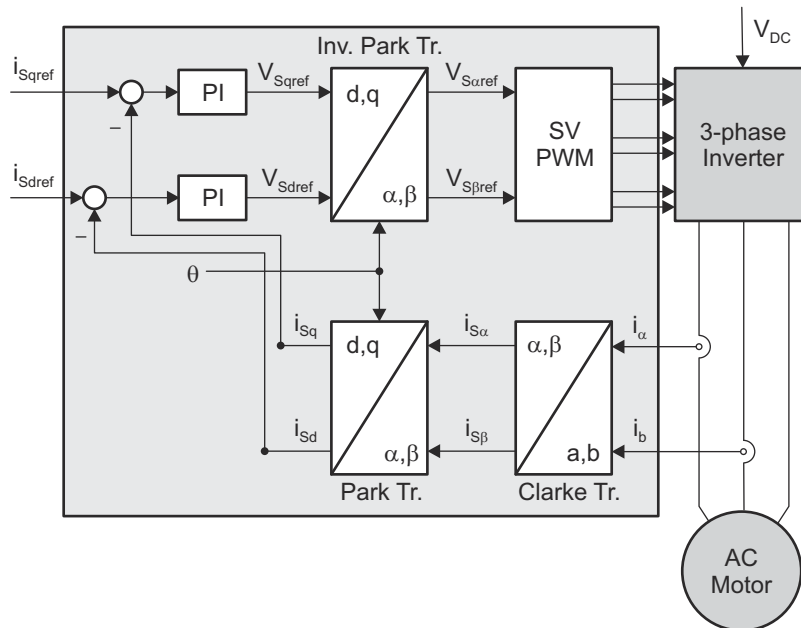 V_DC
Inv. Park Tr.
i_Sqref
PI
V_Sqref
d,q
α,β
V_Sαref
SV
PWM
3-phase
Inverter
–
i_Sdref
PI
V_Sdref
V_Sβref
–
θ
i_Sq
d,q
α,β
i_Sα
α,β
a,b
i_α
i_Sd
i_Sβ
i_b
Park Tr.
Clarke Tr.
AC
Motor